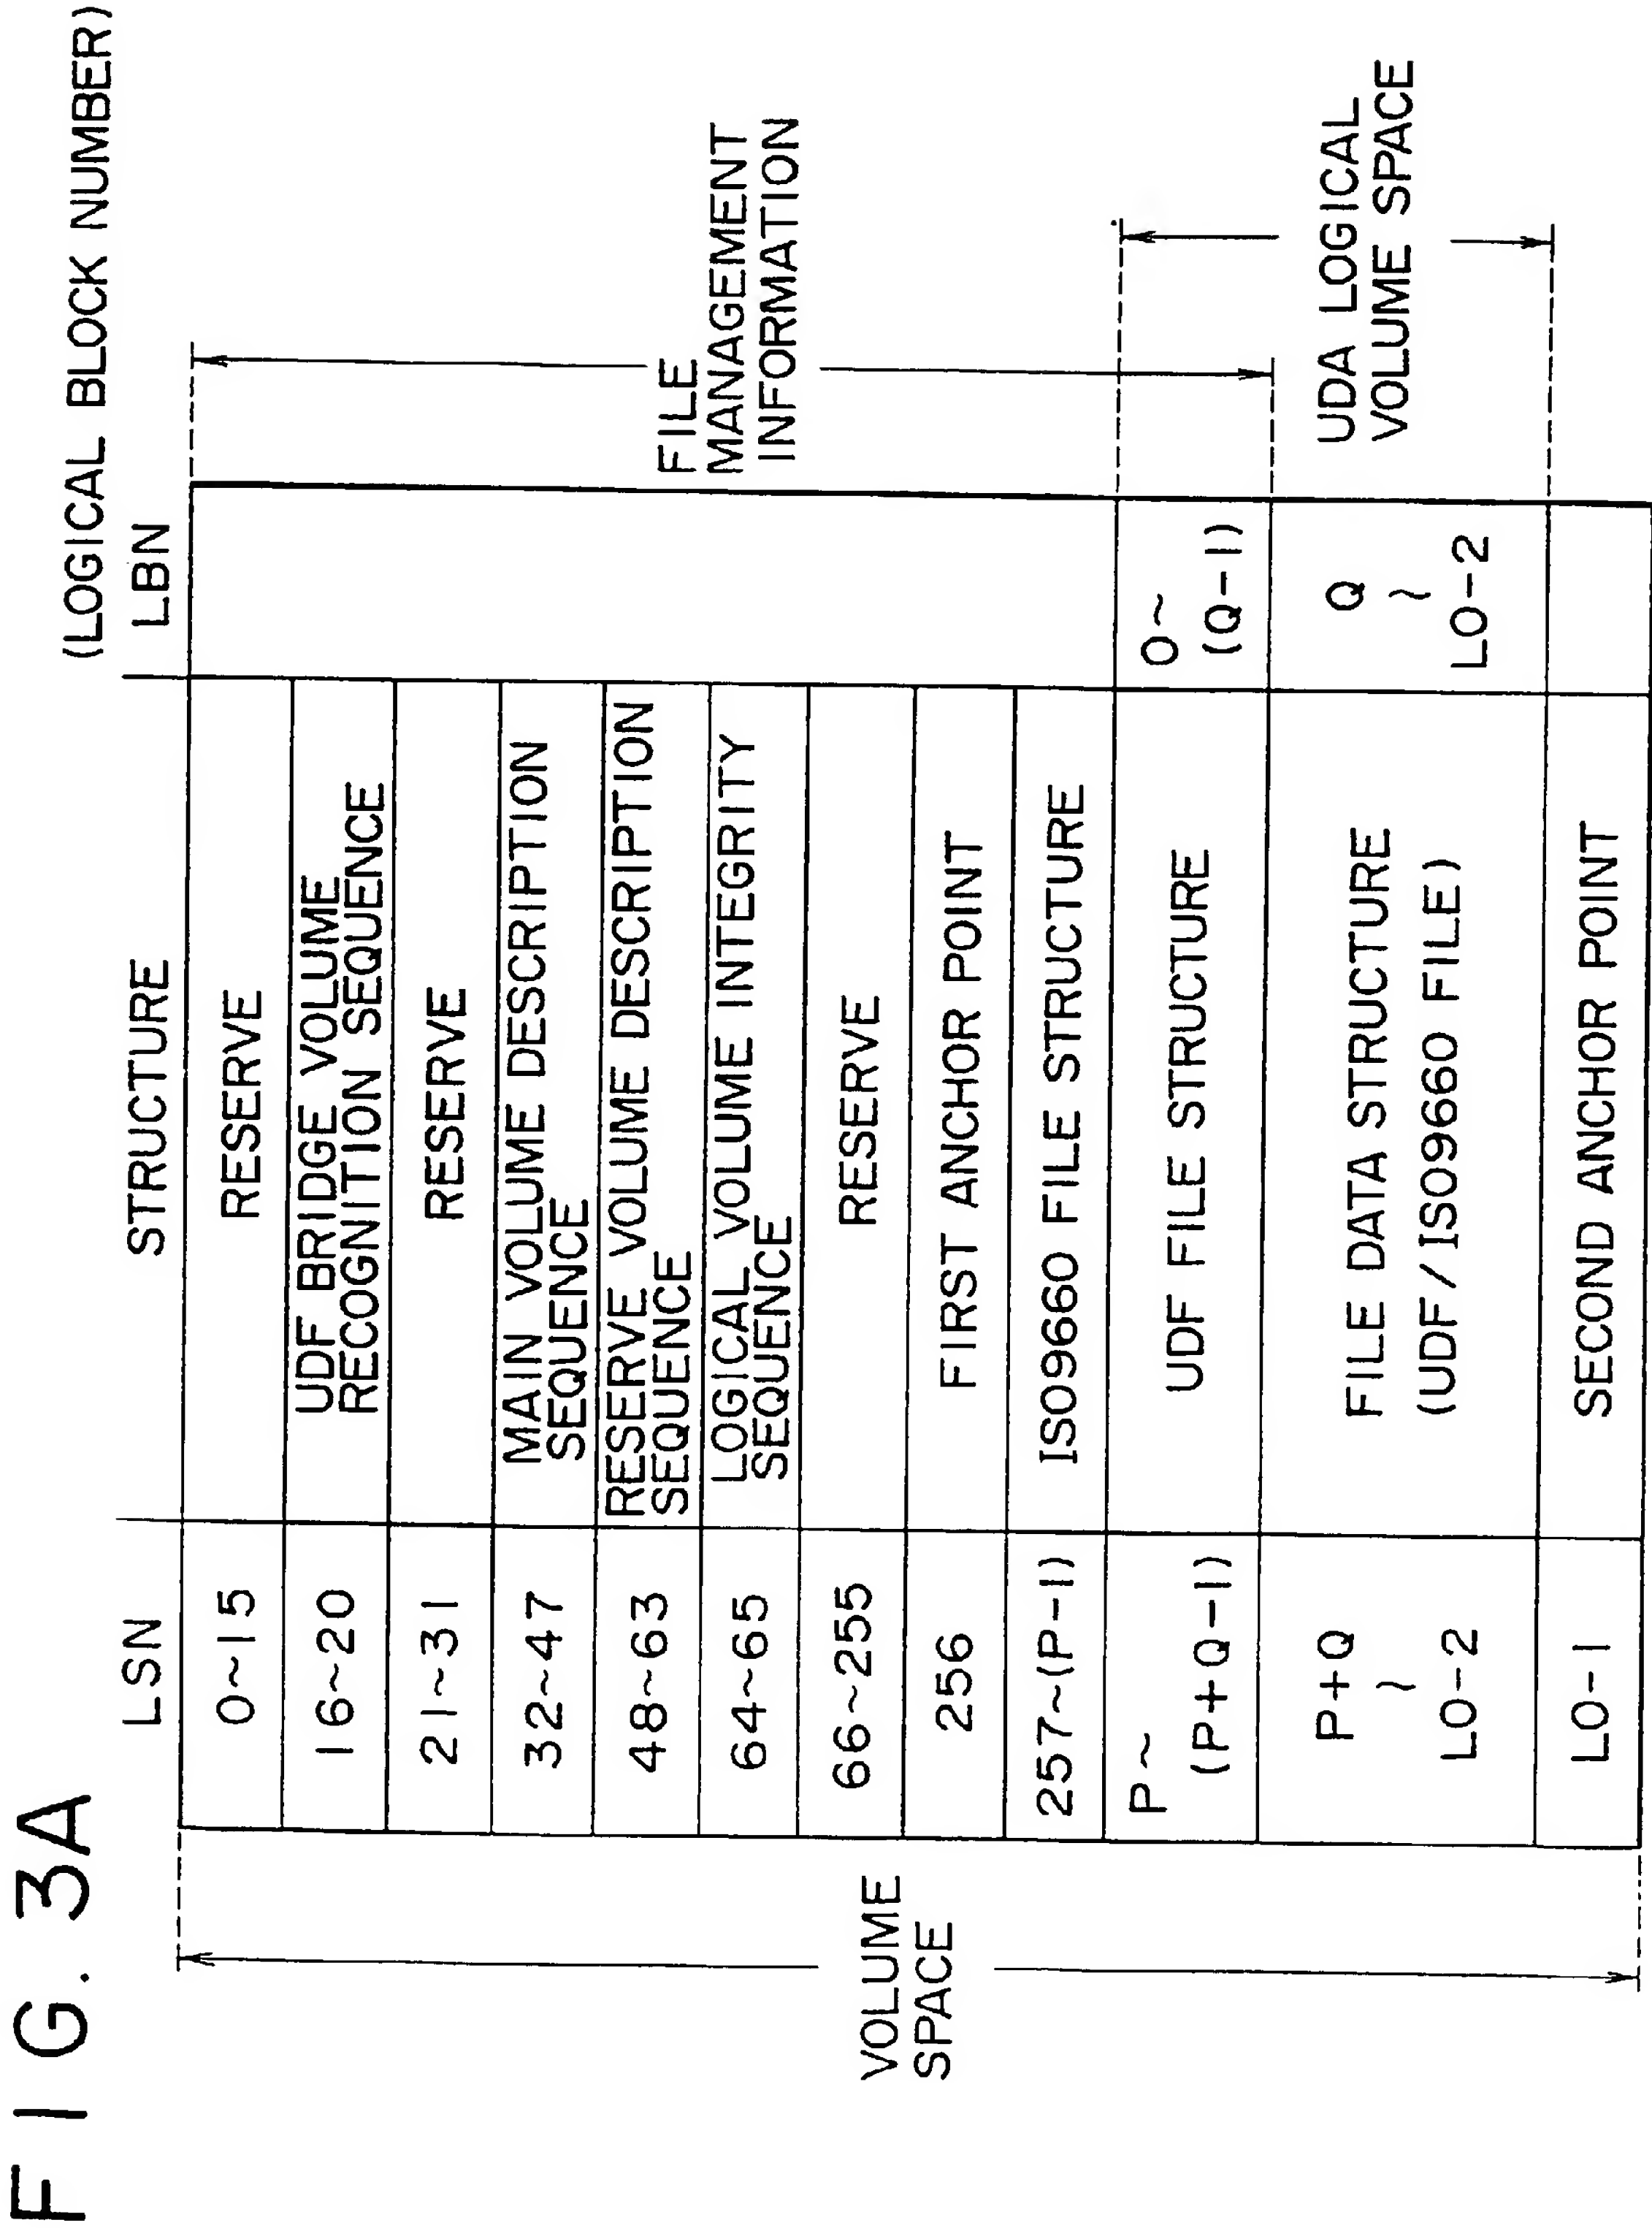 FIG. 3A
(LOGICAL BLOCK NUMBER)
LSN
STRUCTURE
LBN
0~15
RESERVE
16~20
UDF BRIDGE VOLUME
RECOGNITION SEQUENCE
21~31
RESERVE
32~47
MAIN VOLUME DESCRIPTION
SEQUENCE
48~63
RESERVE VOLUME DESCRIPTION
SEQUENCE
64~65
LOGICAL VOLUME INTEGRITY
SEQUENCE
66~255
RESERVE
256
FIRST ANCHOR POINT
257~(P-1)
ISO9660 FILE STRUCTURE
P~
(P+Q-1)
UDF FILE STRUCTURE
0~
(Q-1)
P+Q
~
LO-2
FILE DATA STRUCTURE
(UDF/ISO9660 FILE)
Q
~
LO-2
LO-1
SECOND ANCHOR POINT
VOLUME
SPACE
FILE
MANAGEMENT
INFORMATION
UDA LOGICAL
VOLUME SPACE